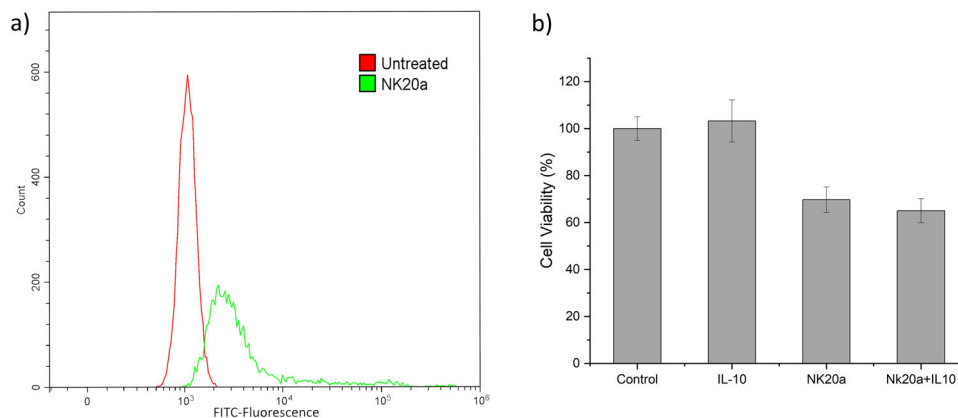 a)
Untreated
NK20a
Count
600
400
200
0
0
10³
10⁴
10⁵
10⁶
FITC-Fluorescence
b)
Cell Viability (%)
120
100
80
60
40
20
0
Control
IL-10
NK20a
Nk20a+IL10